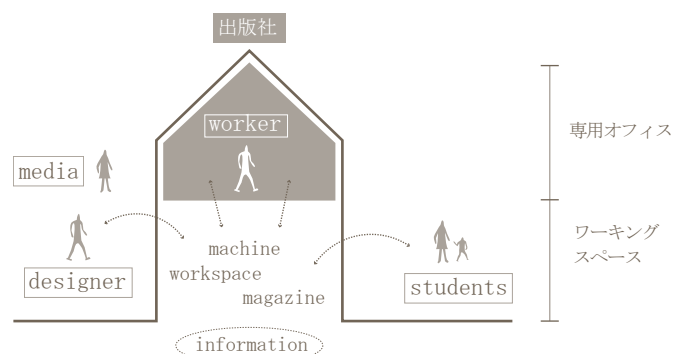 出版社
worker
専用オフィス
media
machine
ワーキング
スペース
workspace
designer
students
magazine
information